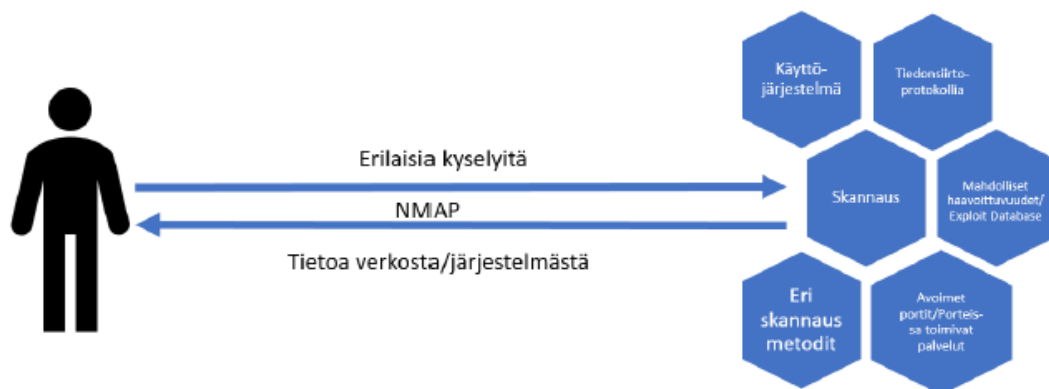 Käyttö-
järjestelmä
Tiedonsiirto-
protokollia
Erilaisia kyselyitä
NMAP
Tietoa verkosta/järjestelmästä
Skannaus
Mahdolliset
haavoittuvuudet/
Exploit Database
Eri
skannaus
metodit
Avoimet
portit/Porteis-
ssa toimivat
palvelut